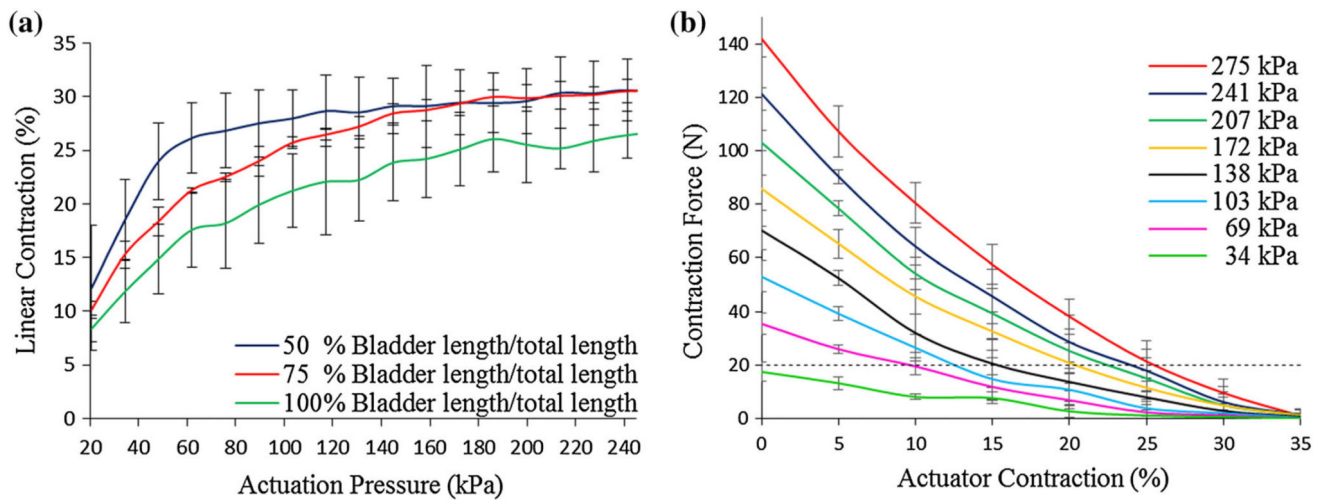 (a)
Linear Contraction (%)
35
30
25
20
15
10
5
0
50 % Bladder length/total length
75 % Bladder length/total length
100% Bladder length/total length
20 40 60 80 100 120 140 160 180 200 220 240
Actuation Pressure (kPa)
(b)
Contraction Force (N)
140
120
100
80
60
40
20
0
275 kPa
241 kPa
207 kPa
172 kPa
138 kPa
103 kPa
69 kPa
34 kPa
0 5 10 15 20 25 30 35
Actuator Contraction (%)